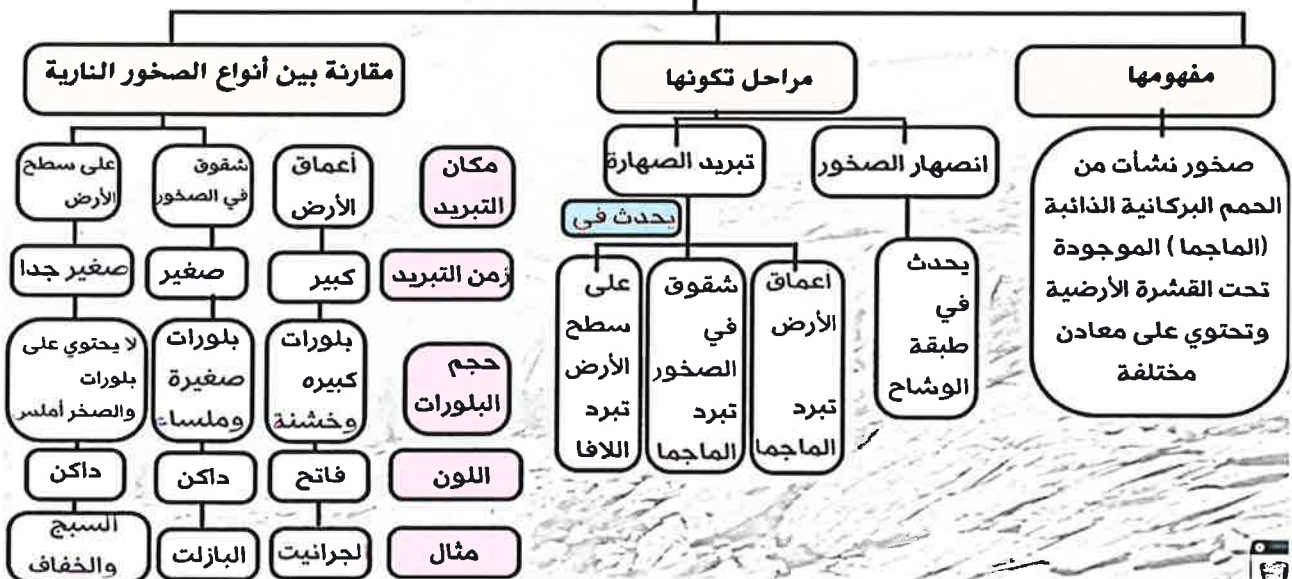 مفهومها
صخور نشأت من
الحمم البركانية الذائبة
(الماجما) الموجودة
تحت القشرة الأرضية
وتحتوي على معادن
مختلفة
مراحل تكونها
انصهار الصخور
يحدث
في
طبقة
الوشاح
تبريد الصهارة
يحدث في
أعماق
الأرض
تبرد
الماجما
شقوق
في
الصخور
تبرد
الماجما
على
سطح
الأرض
تبرد
اللافا
مقارنة بين أنواع الصخور النارية
مكان
التبريد
أعماق
الأرض
شقوق
في الصخور
على سطح
الأرض
زمن التبريد
كبير
صغير
صغير جدا
حجم
البلورات
بلورات
كبيره
وخشنة
بلورات
صغيرة
وملساء
لا يحتوي على
بلورات
والصخر أملس
اللون
فاتح
داكن
داكن
مثال
لجرانيت
البازلت
السبج
والخفاف